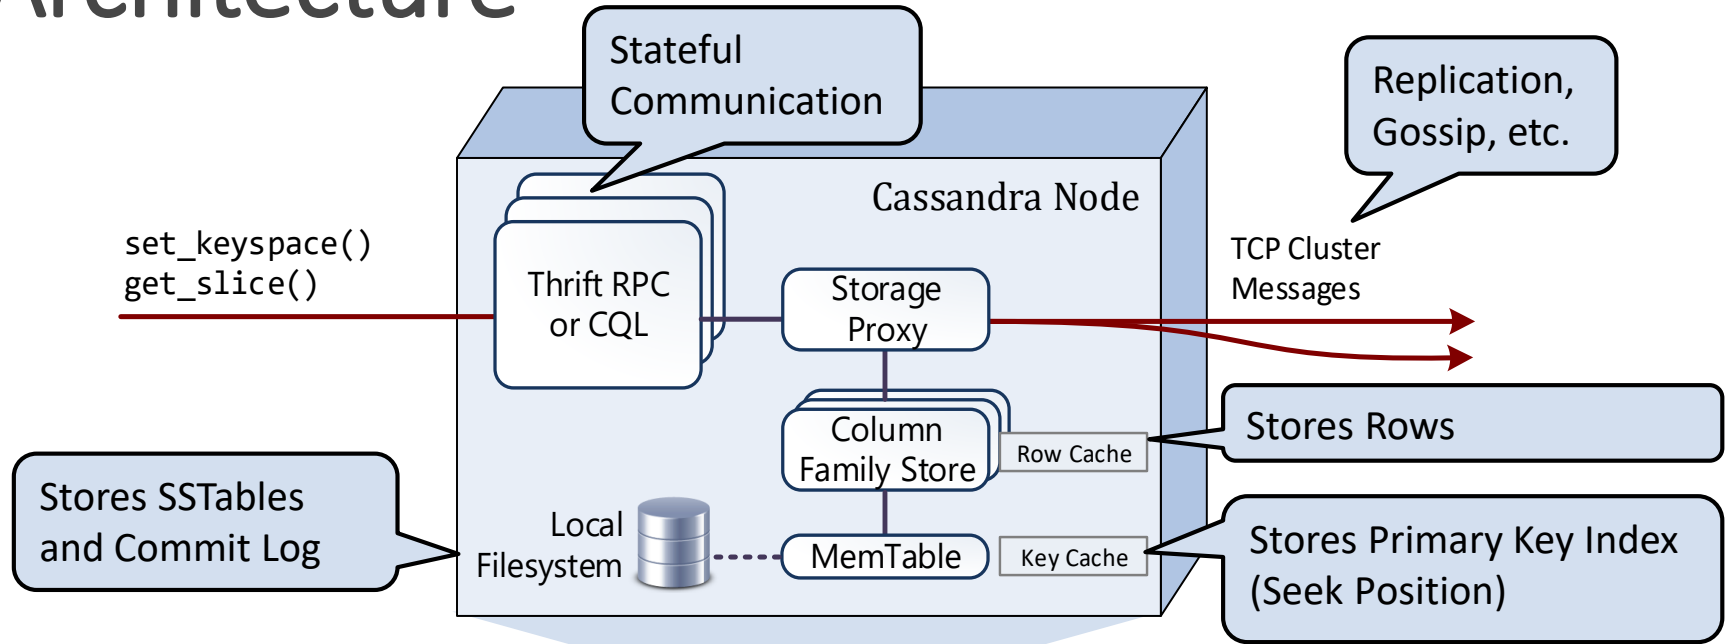 Architecture
Stateful
Communication
Replication,
Gossip, etc.
Cassandra Node
set_keyspace()
get_slice()
Thrift RPC
or CQL
Storage
Proxy
TCP Cluster
Messages
Column
Family Store
Row Cache
Stores Rows
Stores SSTables
and Commit Log
Local
Filesystem
MemTable
Key Cache
Stores Primary Key Index
(Seek Position)